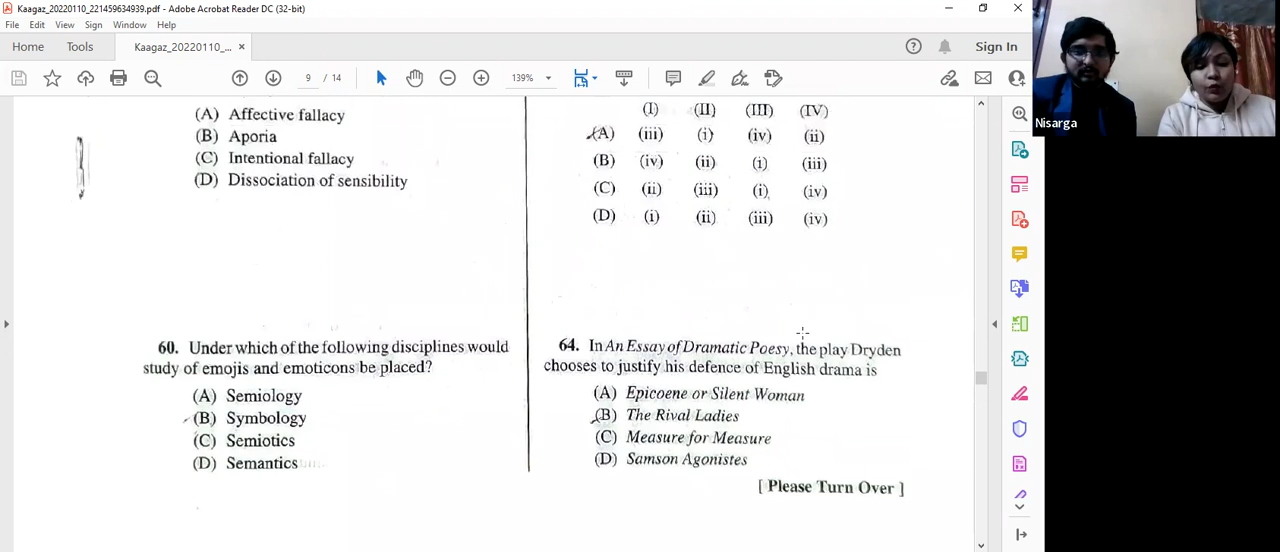 Kaagaz_20220110_221459634939.pdf - Adobe Acrobat Reader DC (32-bit)
File Edit View Sign Window Help
Home Tools Kaagaz_20220110_... × Sign In
9 / 14 139%
(A) Affective fallacy
(B) Aporia
(C) Intentional fallacy
(D) Dissociation of sensibility
60. Under which of the following disciplines would
study of emojis and emoticons be placed?
(A) Semiology
(B) Symbology
(C) Semiotics
(D) Semantics
(I) (II) (III) (IV)
(A) (iii) (i) (iv) (ii)
(B) (iv) (ii) (i) (iii)
(C) (ii) (iii) (i) (iv)
(D) (i) (ii) (iii) (iv)
64. In An Essay of Dramatic Poesy, the play Dryden
chooses to justify his defence of English drama is
(A) Epicoene or Silent Woman
(B) The Rival Ladies
(C) Measure for Measure
(D) Samson Agonistes
[ Please Turn Over ]
Nisarga